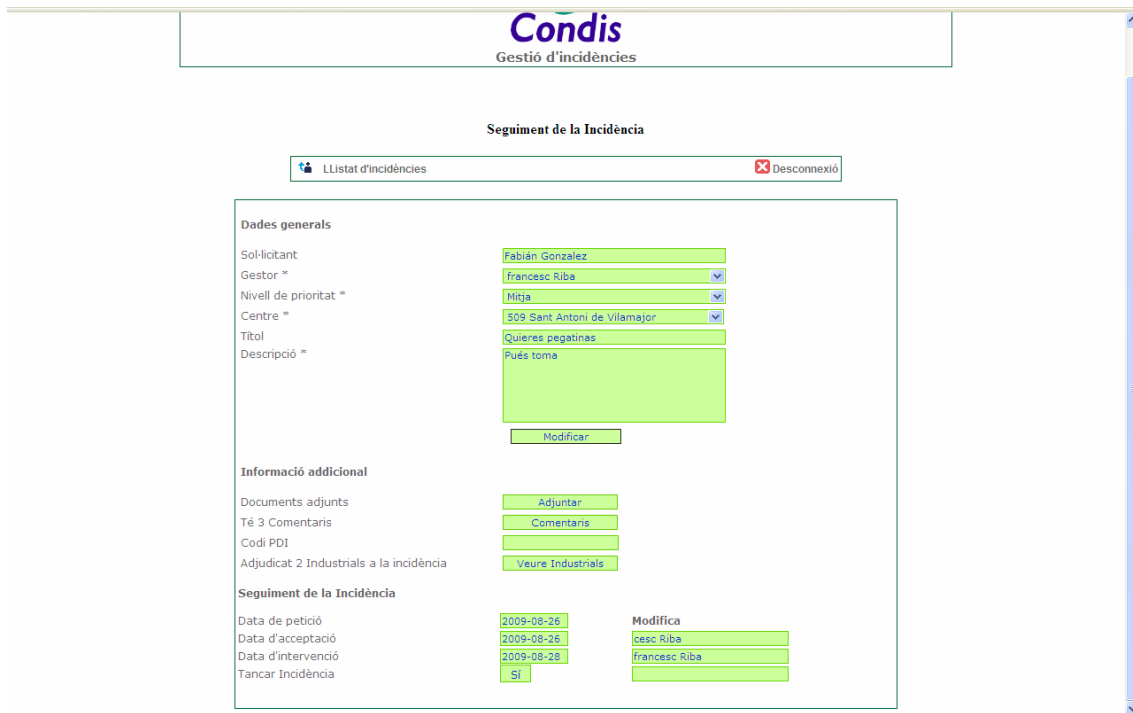 Condis
Gestió d'incidències
Seguiment de la Incidència
LListat d'incidències Desconnexió
Dades generals
Sol·licitant Fabián Gonzalez
Gestor * francesc Riba
Nivell de prioritat * Mitja
Centre * 509 Sant Antoni de Vilamajor
Títol Quieres pegatinas
Descripció * Pués toma
Modificar
Informació addicional
Documents adjunts Adjuntar
Té 3 Comentaris Comentaris
Codi PDI
Adjudicat 2 Industrials a la incidència Veure Industrials
Seguiment de la Incidència
Data de petició 2009-08-26 Modifica
Data d'acceptació 2009-08-26 cesc Riba
Data d'intervenció 2009-08-28 francesc Riba
Tancar Incidència Sí